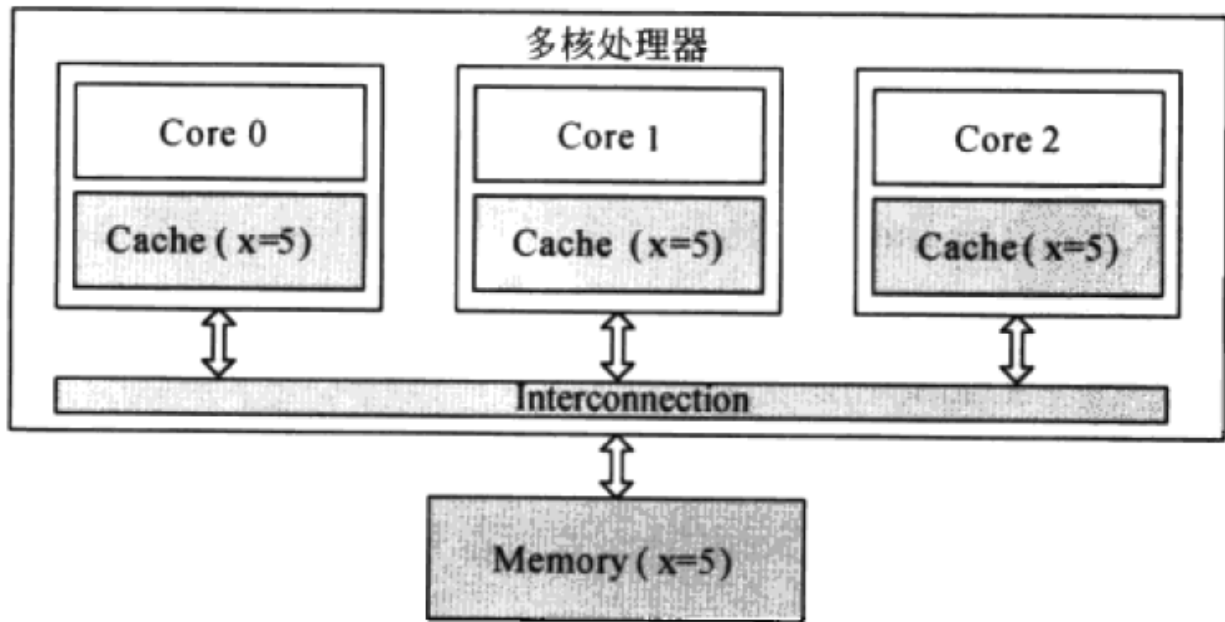 多核处理器
Core 0
Core 1
Core 2
Cache ( x=5)
Cache ( x=5)
Cache ( x=5)
Interconnection
Memory ( x=5)